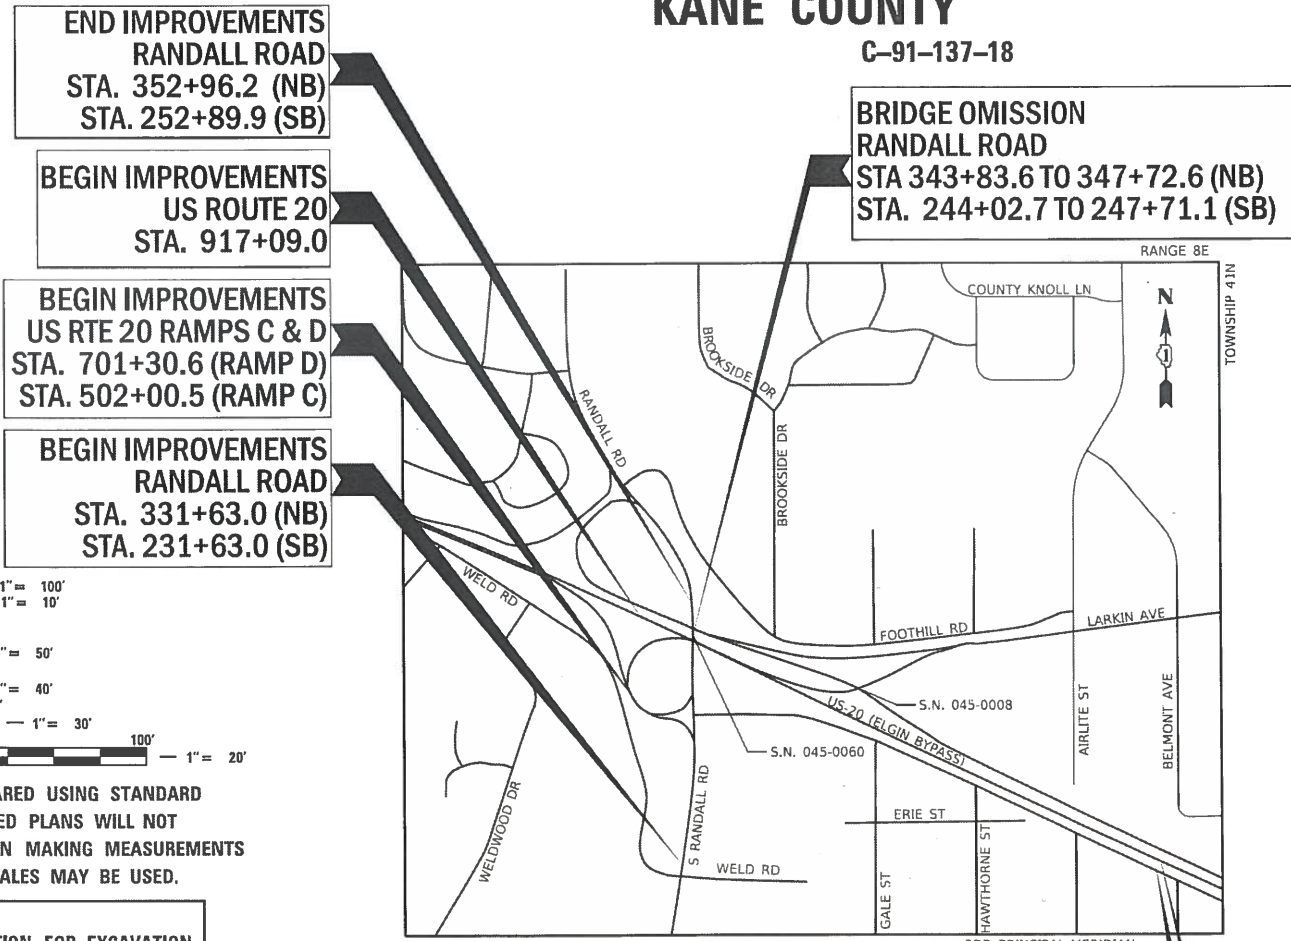 KANE COUNTY
C-91-137-18
END IMPROVEMENTS
RANDALL ROAD
STA. 352+96.2 (NB)
STA. 252+89.9 (SB)
BEGIN IMPROVEMENTS
US ROUTE 20
STA. 917+09.0
BEGIN IMPROVEMENTS
US RTE 20 RAMPS C & D
STA. 701+30.6 (RAMP D)
STA. 502+00.5 (RAMP C)
BEGIN IMPROVEMENTS
RANDALL ROAD
STA. 331+63.0 (NB)
STA. 231+63.0 (SB)
BRIDGE OMISSION
RANDALL ROAD
STA 343+83.6 TO 347+72.6 (NB)
STA. 244+02.7 TO 247+71.1 (SB)
RANGE 8E
TOWNSHIP 41N
N
1
COUNTY KNOLL LN
BROOKSIDE DR
RANDALL RD
BROOKSIDE DR
WELD RD
FOOTHILL RD
LARKIN AVE
S.N. 045-0008
US-20 (ELGIN BYPASS)
S.N. 045-0060
AIRLITE ST
BELMONT AVE
S RANDALL RD
WELDWOOD DR
ERIE ST
WELD RD
GALE ST
HAWTHORNE ST
1"= 100'
1"= 10'
"= 50'
"= 40'
— 1"= 30'
100'
— 1"= 20'
ARED USING STANDARD
ED PLANS WILL NOT
N MAKING MEASUREMENTS
ALES MAY BE USED.
TION FOR EXCAVATION